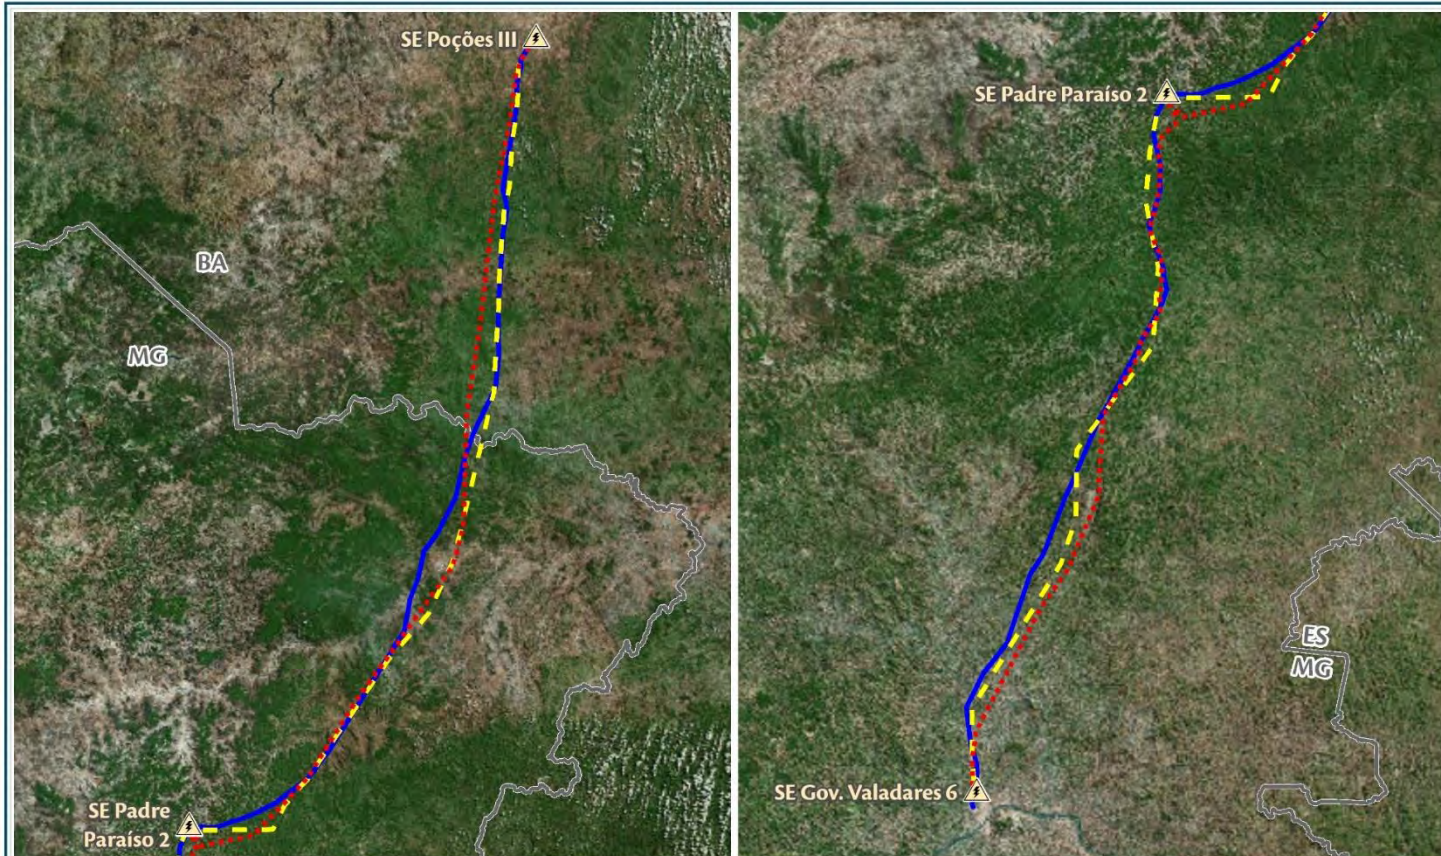 SE Poções III
BA
MG
SE Padre
Paraíso 2
SE Padre Paraíso 2
ES
MG
SE Gov. Valadares 6